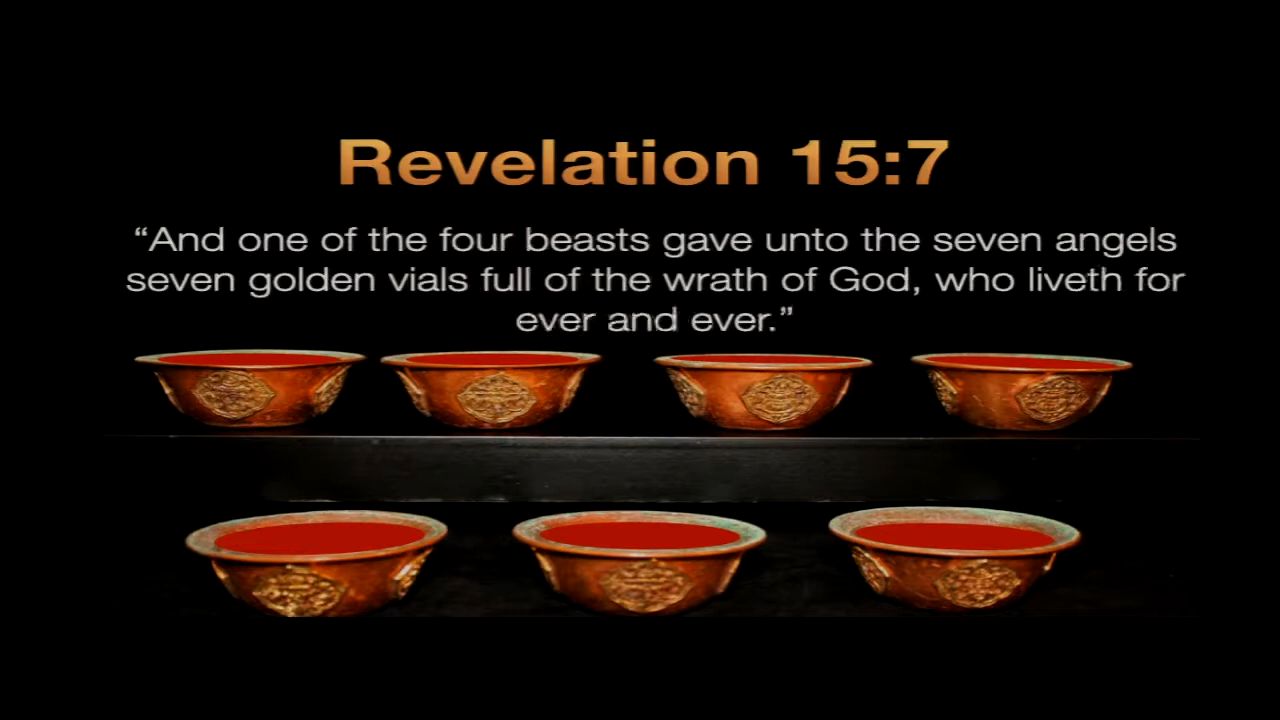 Revelation 15:7
“And one of the four beasts gave unto the seven angels
seven golden vials full of the wrath of God, who liveth for
ever and ever.”